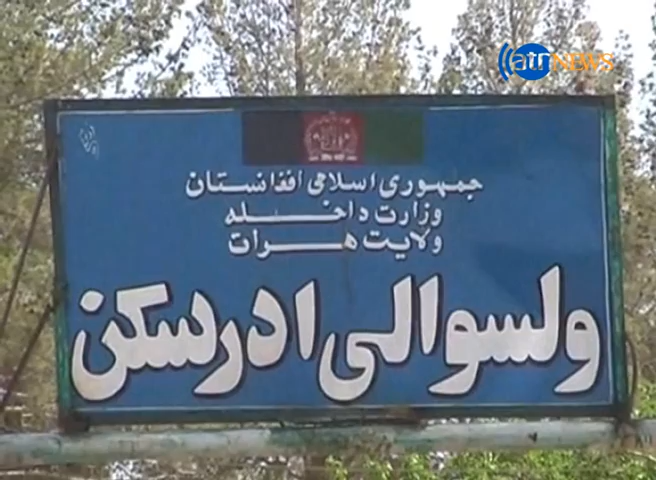 atn NEWS
جمهوری اسلامی افغانستان
وزارت داخله
ولایت هرات
ولسوالی ادرسکن